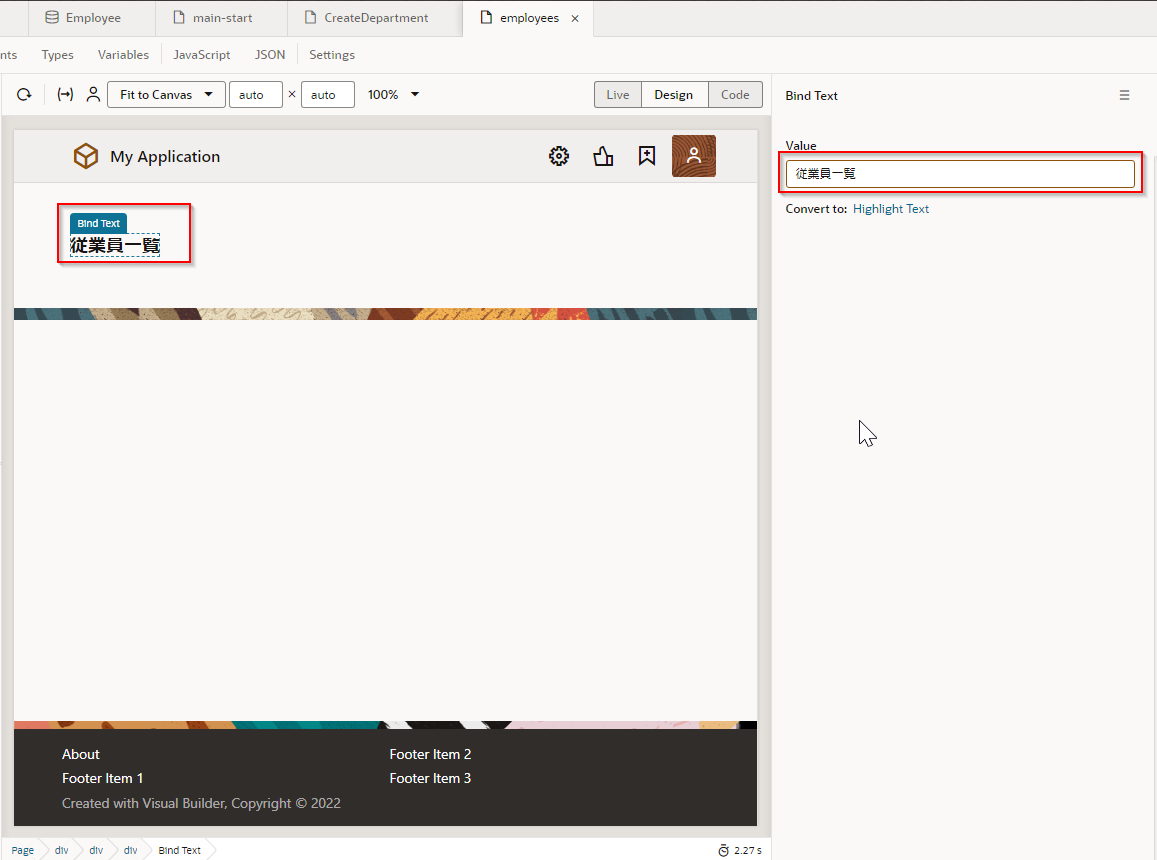 Employee
main-start
CreateDepartment
employees ×
nts Types Variables JavaScript JSON Settings
Fit to Canvas auto × auto 100% Live Design Code
Bind Text
My Application
Value
従業員一覧
Convert to: Highlight Text
Bind Text
従業員一覧
About
Footer Item 2
Footer Item 1
Footer Item 3
Created with Visual Builder, Copyright © 2022
Page div div div Bind Text
2.27 s